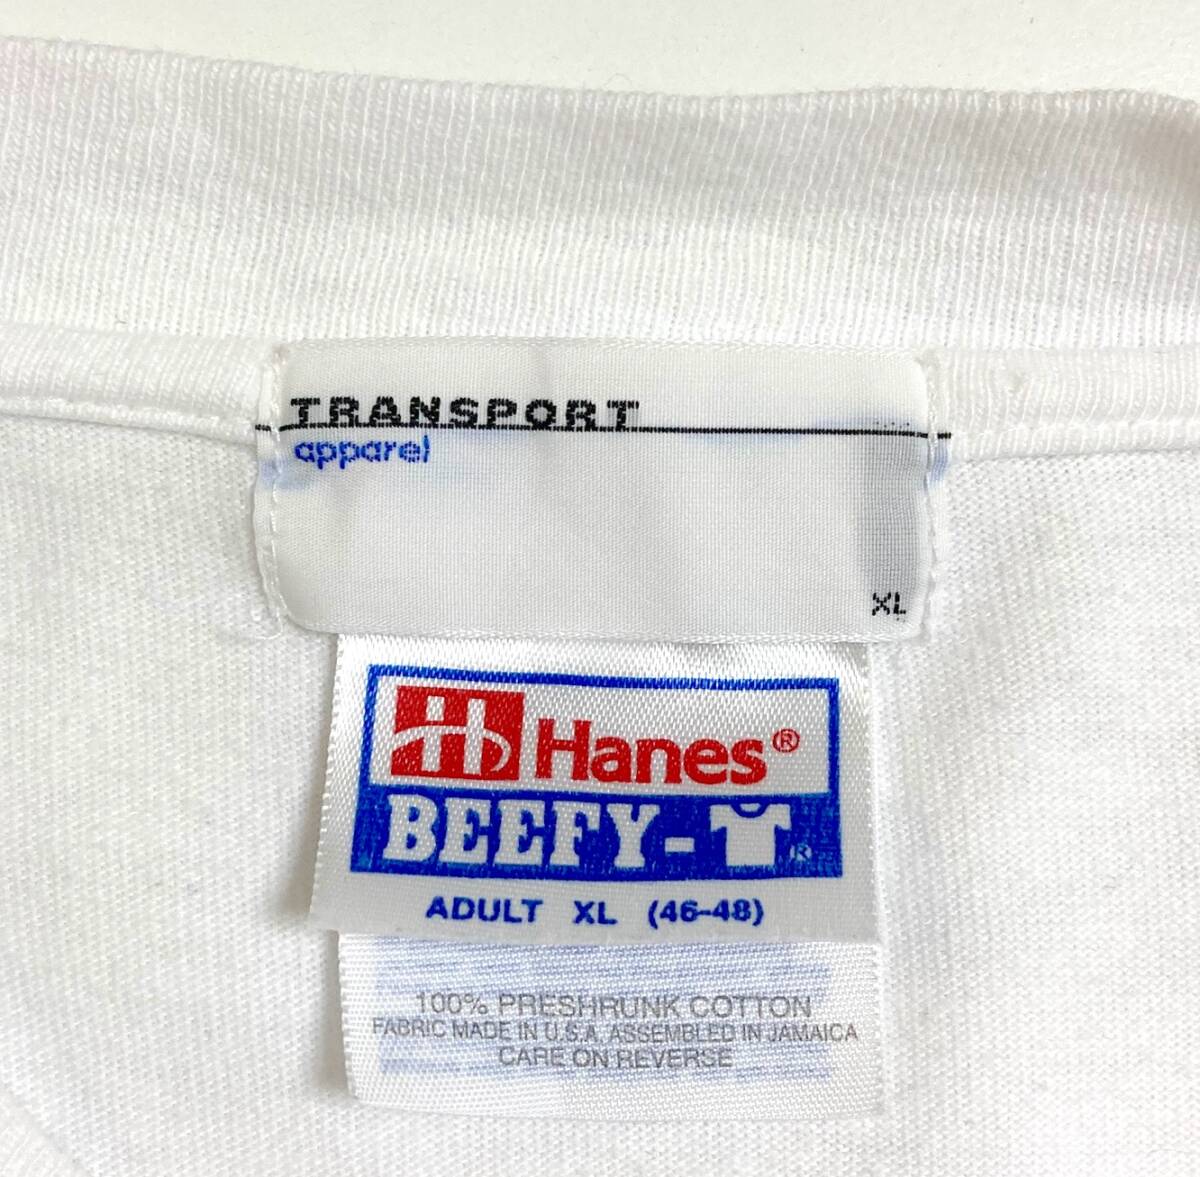 TRANSPORT
apparel
XL
Hanes®
BEEFY-T®
ADULT XL (46-48)
100% PRESHRUNK COTTON
FABRIC MADE IN U.S.A. ASSEMBLED IN JAMAICA
CARE ON REVERSE